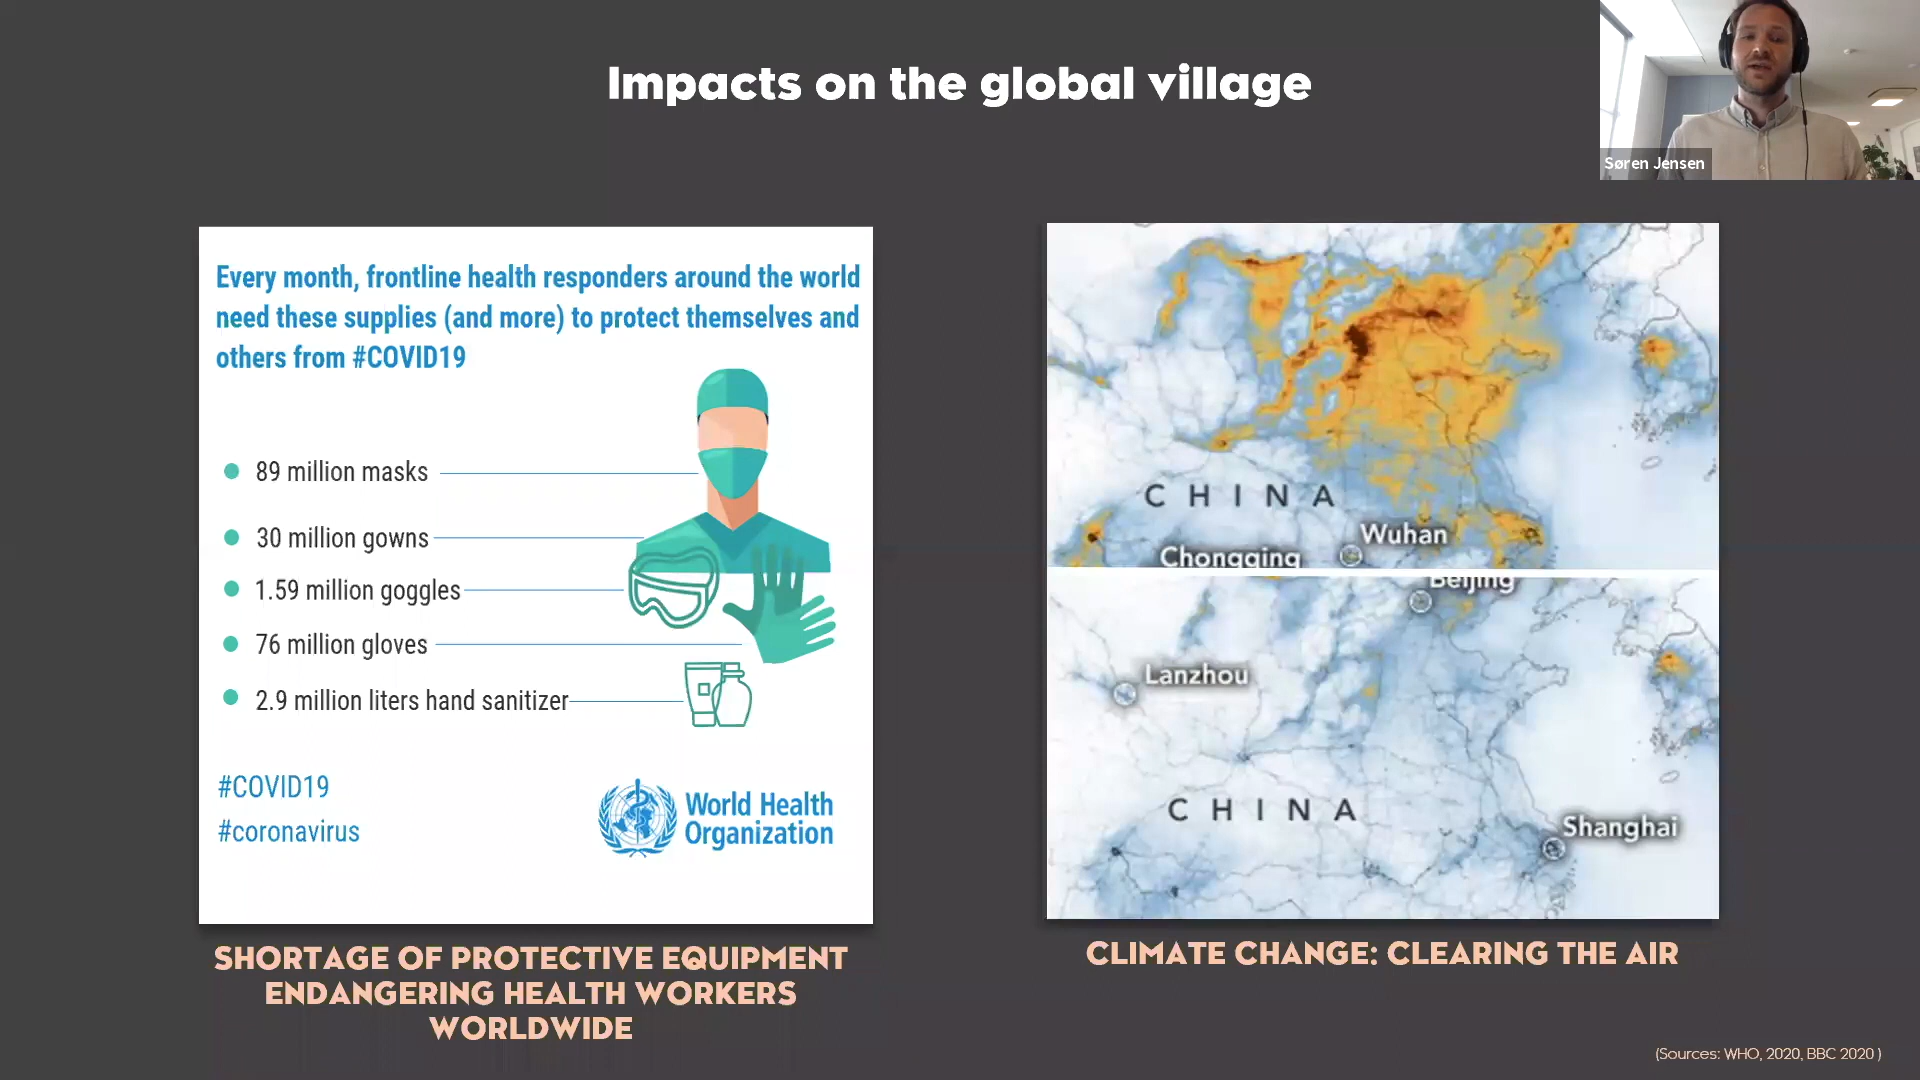 Impacts on the global village
Søren Jensen
Every month, frontline health responders around the world
need these supplies (and more) to protect themselves and
others from #COVID19
89 million masks
30 million gowns
1.59 million goggles
76 million gloves
2.9 million liters hand sanitizer
#COVID19
#coronavirus
World Health
Organization
CHINA
Wuhan
Chongqing
Beijing
Lanzhou
CHINA
Shanghai
SHORTAGE OF PROTECTIVE EQUIPMENT
ENDANGERING HEALTH WORKERS
WORLDWIDE
CLIMATE CHANGE: CLEARING THE AIR
(Sources: WHO, 2020, BBC 2020 )